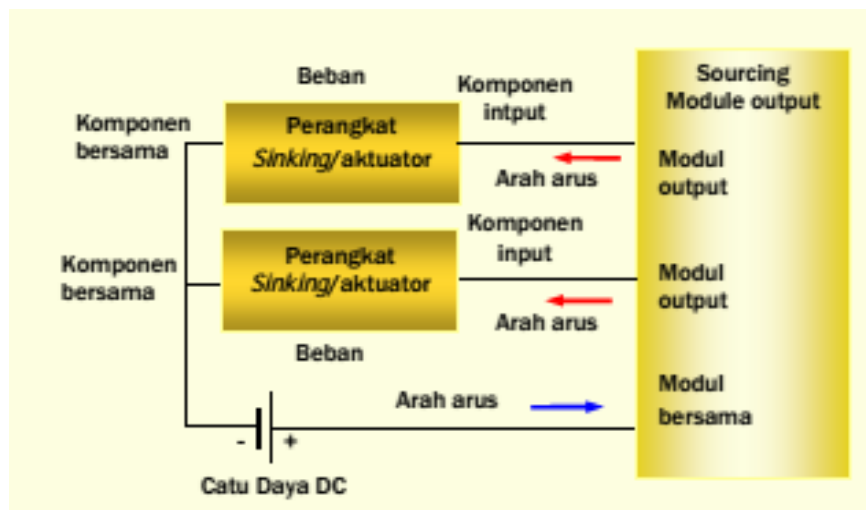 Beban
Komponen
intput
Sourcing
Module output
Komponen
bersama
Perangkat
Sinking/aktuator
Arah arus
Modul
output
Komponen
input
Komponen
bersama
Perangkat
Sinking/aktuator
Arah arus
Modul
output
Beban
Arah arus
Modul
bersama
- +
Catu Daya DC